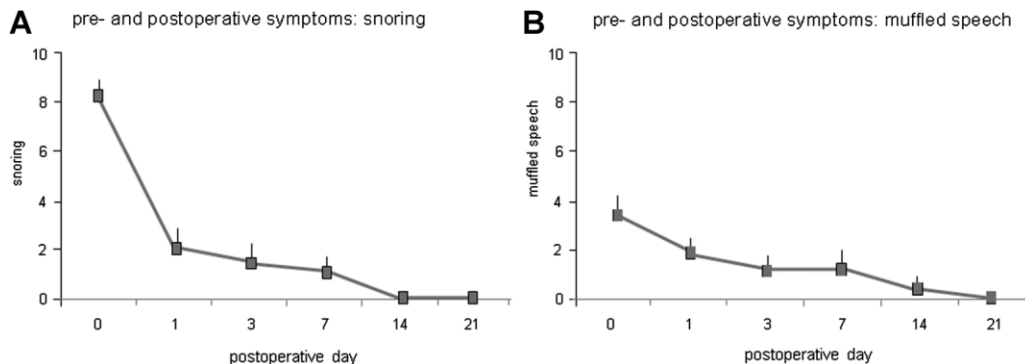 A pre- and postoperative symptoms: snoring
10
8
6
4
2
0
snoring
0 1 3 7 14 21
postoperative day
B pre- and postoperative symptoms: muffled speech
10
8
6
4
2
0
muffled speech
0 1 3 7 14 21
postoperative day